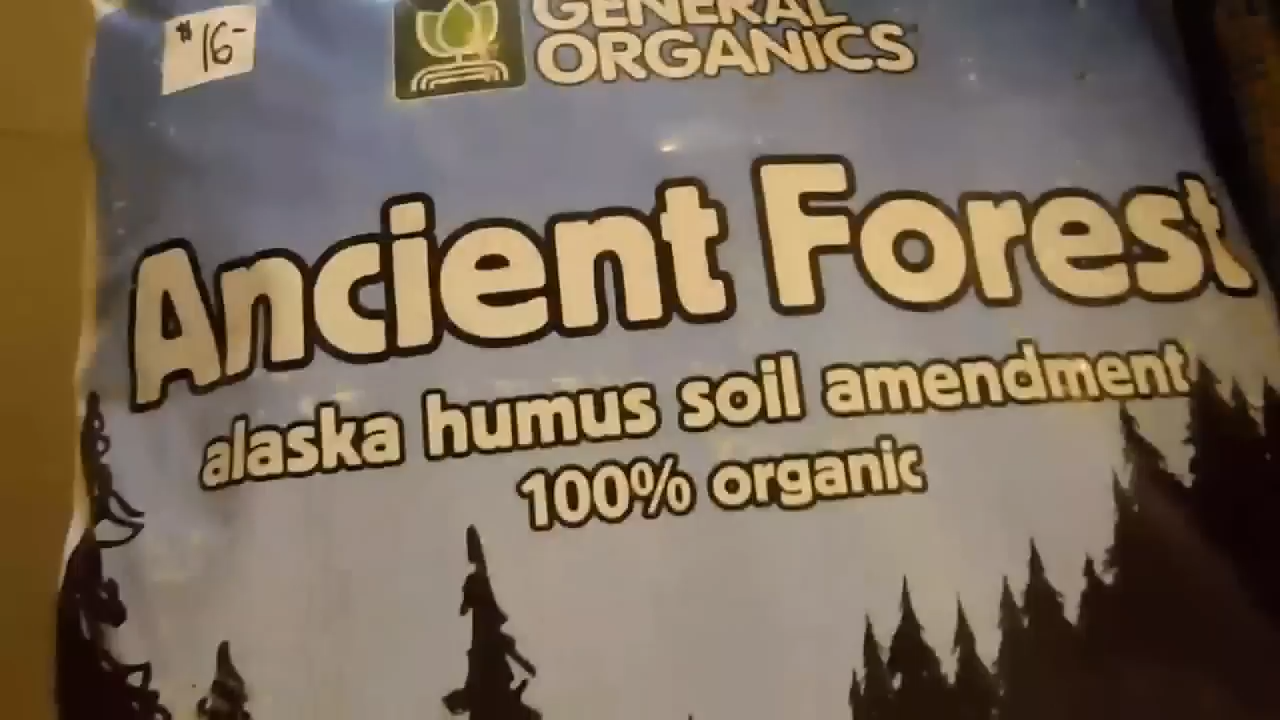 $16-
GENERAL
ORGANICS
Ancient Forest
alaska humus soil amendment
100% organic